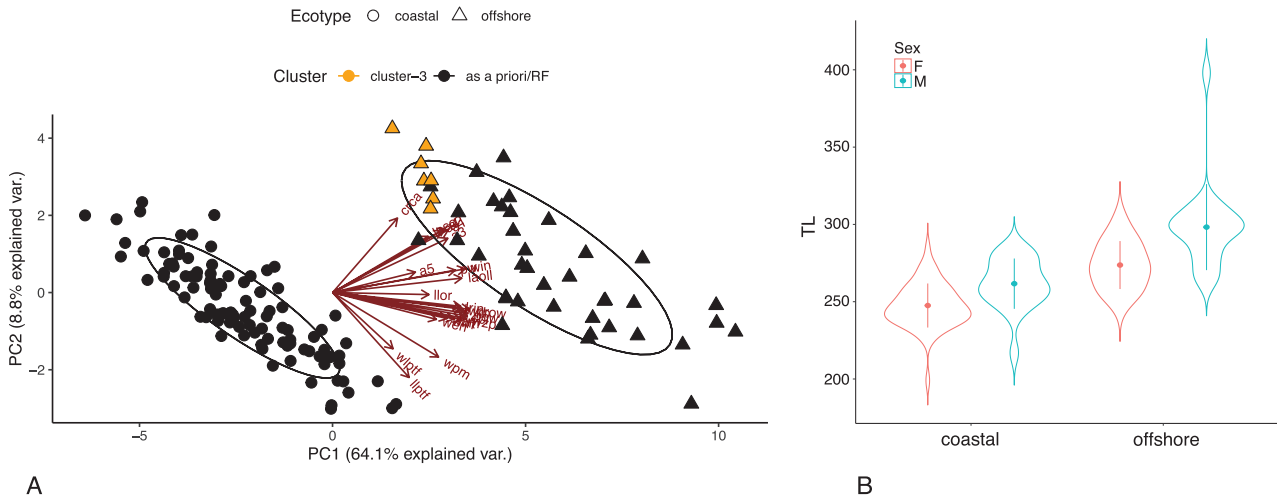 Ecotype coastal offshore
Cluster cluster–3 as a priori/RF
PC2 (8.8% explained var.)
4
2
0
−2
crca
a5
llor
wlptf
llptf
wpm
−5 0 5 10
PC1 (64.1% explained var.)
A
Sex
F
M
TL
400
350
300
250
200
coastal offshore
B